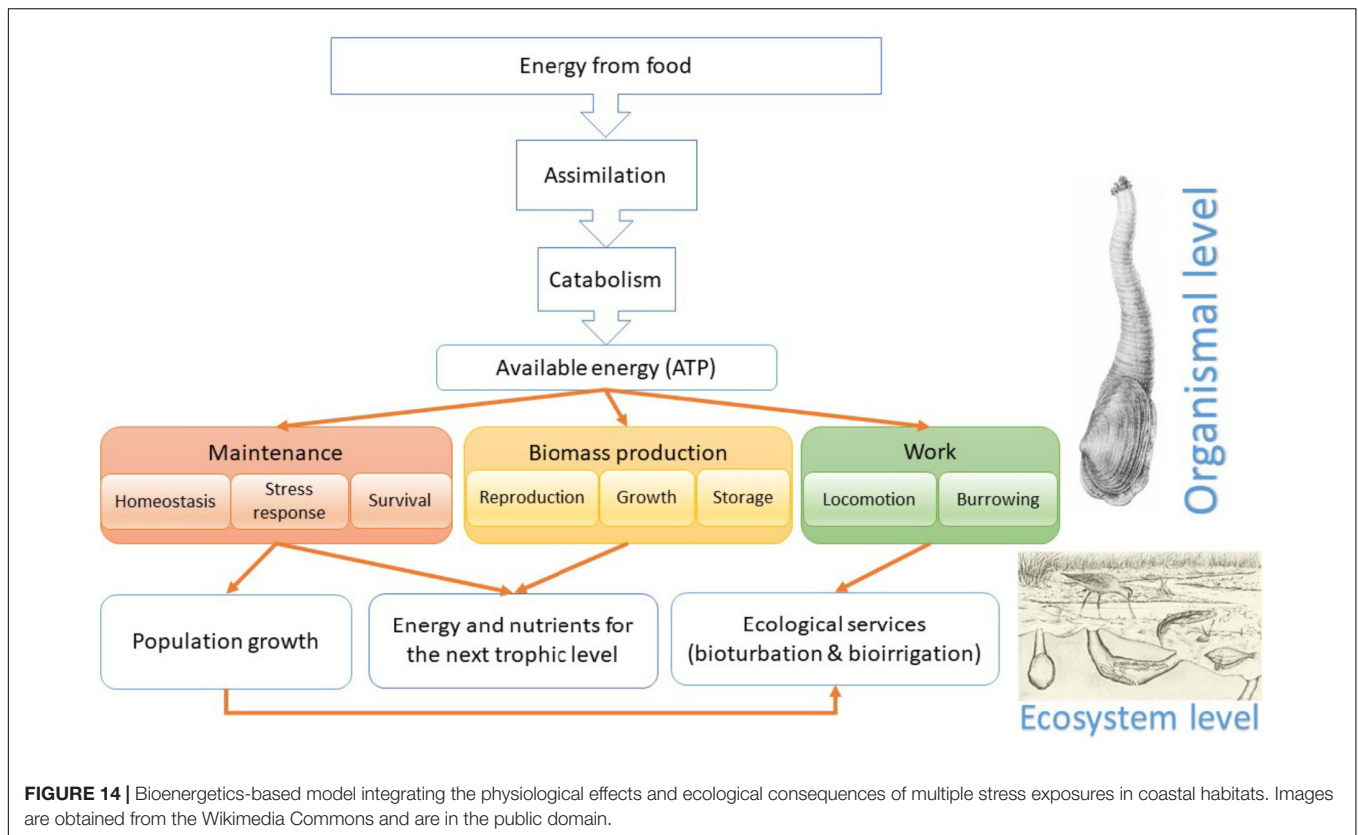 Energy from food
Assimilation
Catabolism
Available energy (ATP)
Maintenance
Homeostasis
Stress
response
Survival
Biomass production
Reproduction
Growth
Storage
Work
Locomotion
Burrowing
Organismal level
Population growth
Energy and nutrients for
the next trophic level
Ecological services
(bioturbation & bioirrigation)
Ecosystem level
FIGURE 14 | Bioenergetics-based model integrating the physiological effects and ecological consequences of multiple stress exposures in coastal habitats. Images
are obtained from the Wikimedia Commons and are in the public domain.